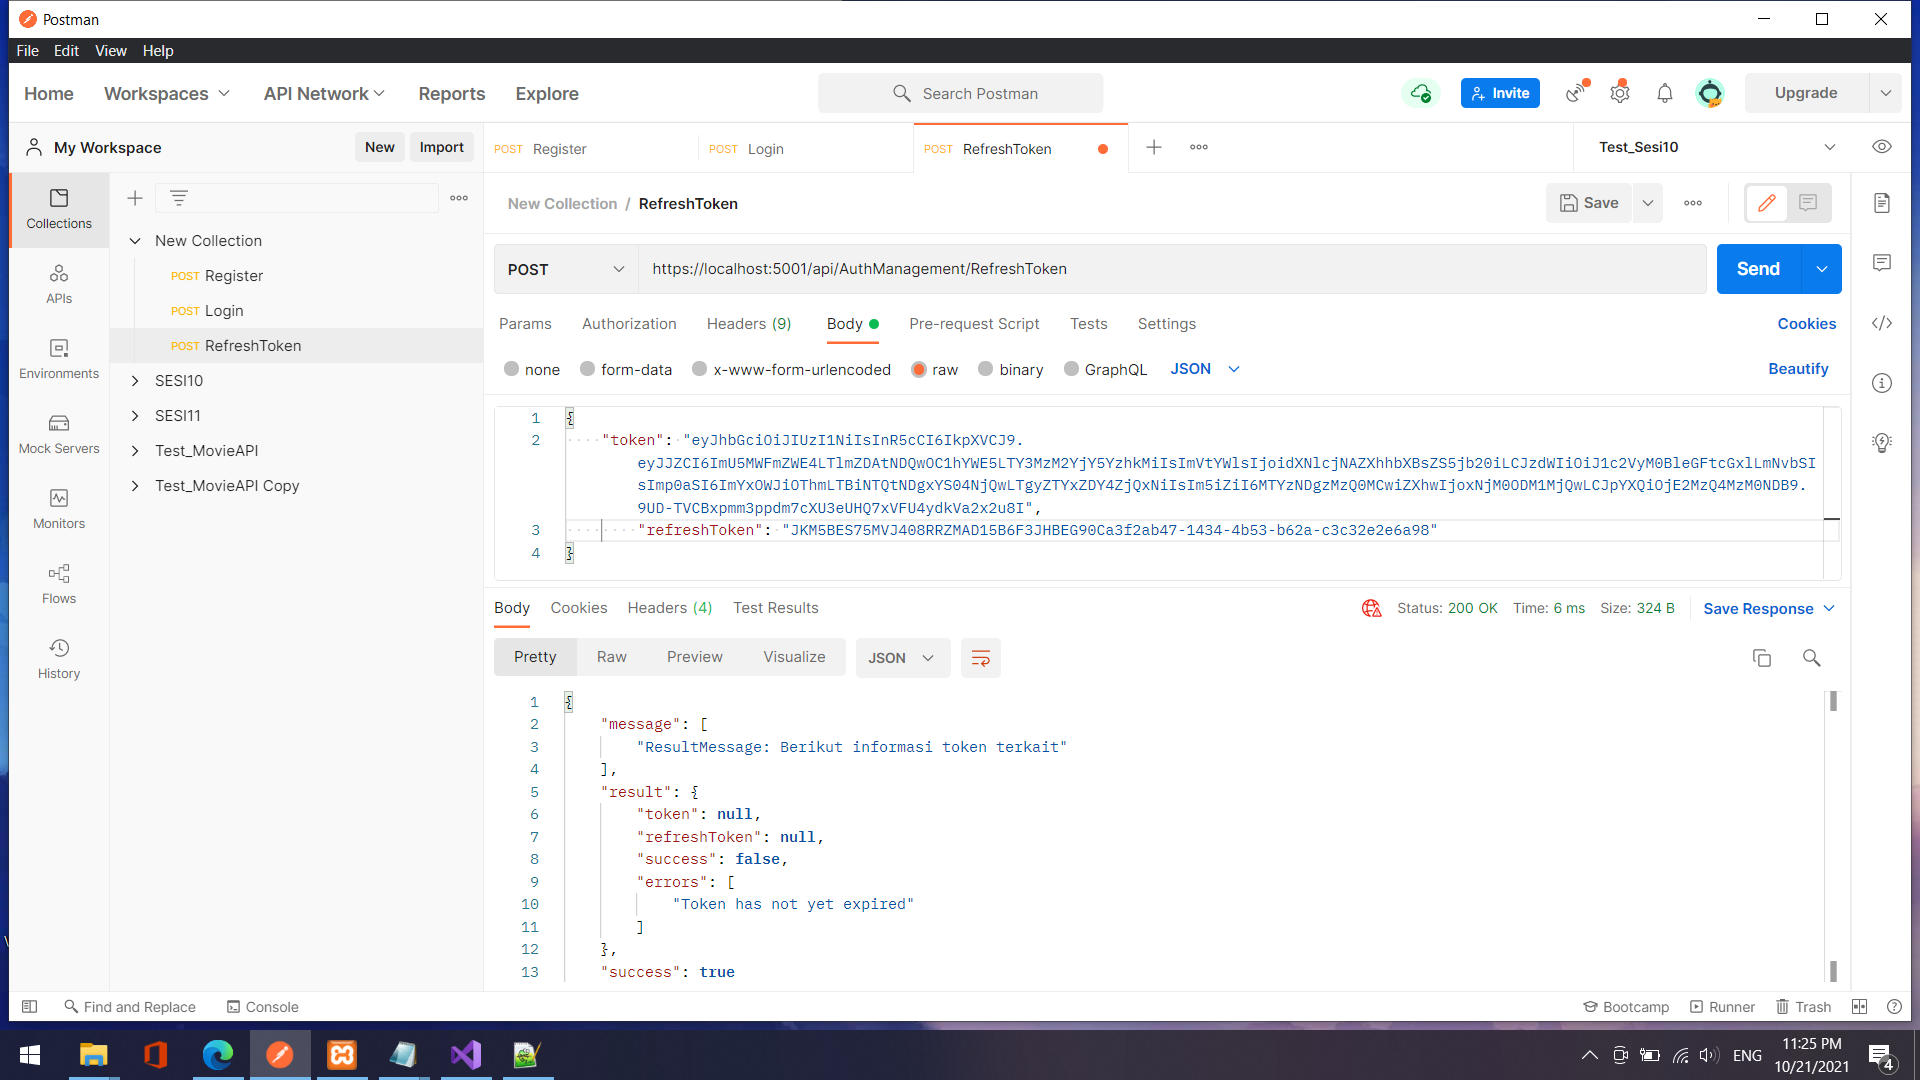 Postman
File Edit View Help
Home Workspaces API Network Reports Explore
Search Postman
Invite
Upgrade
My Workspace New Import
POST Register
POST Login
POST RefreshToken
Test_Sesi10
Collections
APIs
Environments
Mock Servers
Monitors
Flows
History
New Collection
POST Register
POST Login
POST RefreshToken
SESI10
SESI11
Test_MovieAPI
Test_MovieAPI Copy
New Collection / RefreshToken
Save
POST https://localhost:5001/api/AuthManagement/RefreshToken
Send
Params Authorization Headers (9) Body Pre-request Script Tests Settings
Cookies
none form-data x-www-form-urlencoded raw binary GraphQL JSON
Beautify
1 {
2 "token": "eyJhbGciOiJIUzI1NiIsInR5cCI6IkpXVCJ9.
eyJJZCI6ImU5MWFmZWE4LTlmZDAtNDQwOC1hYWE5LTY3MzM2YjY5YzhkMiIsImVtYWlsIjoidXNlcjNAZXhhbXBsZS5jb20iLCJzdWIiOiJ1c2VyM0BleGFtcGxlLmNvbSI
sImp0aSI6ImYxOWJiOThmLTBiNTQtNDgxYS04NjQwLTgyZTYxZDY4ZjQxNiIsIm5iZiI6MTYzNDgzMzQ0MCwiZXhwIjoxNjM0ODM1MjQwLCJpYXQiOjE2MzQ4MzM0NDB9.
9UD-TVCBxpmm3ppdm7cXU3eUHQ7xVFU4ydkVa2x2u8I",
3 "refreshToken": "JKM5BES75MVJ408RRZMAD15B6F3JHBEG90Ca3f2ab47-1434-4b53-b62a-c3c32e2e6a98"
4 }
Body Cookies Headers (4) Test Results
Status: 200 OK Time: 6 ms Size: 324 B Save Response
Pretty Raw Preview Visualize JSON
1 {
2 "message": [
3 "ResultMessage: Berikut informasi token terkait"
4 ],
5 "result": {
6 "token": null,
7 "refreshToken": null,
8 "success": false,
9 "errors": [
10 "Token has not yet expired"
11 ]
12 },
13 "success": true
Find and Replace Console
Bootcamp Runner Trash
ENG
11:25 PM
10/21/2021
4